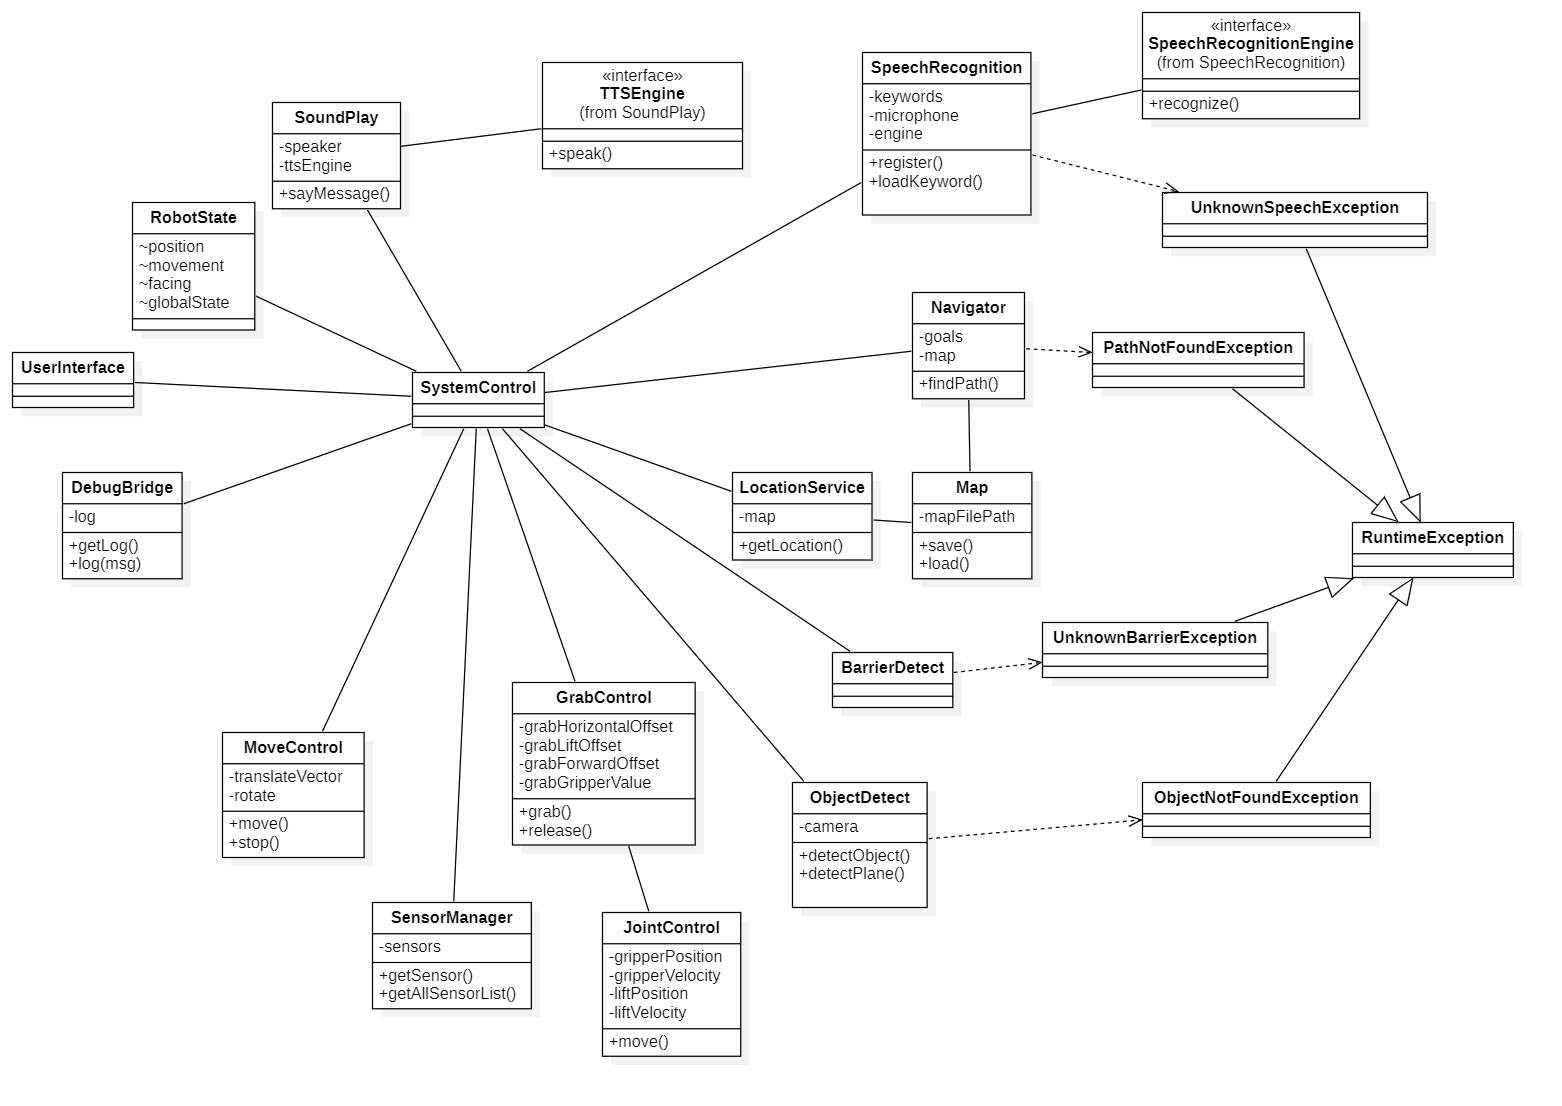 «interface»
SpeechRecognitionEngine
(from SpeechRecognition)
+recognize()
SpeechRecognition
-keywords
-microphone
-engine
+register()
+loadKeyword()
«interface»
TTSEngine
(from SoundPlay)
+speak()
SoundPlay
-speaker
-ttsEngine
+sayMessage()
UnknownSpeechException
RobotState
~position
~movement
~facing
~globalState
Navigator
-goals
-map
+findPath()
PathNotFoundException
UserInterface
SystemControl
DebugBridge
-log
+getLog()
+log(msg)
LocationService
-map
+getLocation()
Map
-mapFilePath
+save()
+load()
RuntimeException
UnknownBarrierException
BarrierDetect
GrabControl
-grabHorizontalOffset
-grabLiftOffset
-grabForwardOffset
-grabGripperValue
+grab()
+release()
MoveControl
-translateVector
-rotate
+move()
+stop()
ObjectDetect
-camera
+detectObject()
+detectPlane()
ObjectNotFoundException
SensorManager
-sensors
+getSensor()
+getAllSensorList()
JointControl
-gripperPosition
-gripperVelocity
-liftPosition
-liftVelocity
+move()